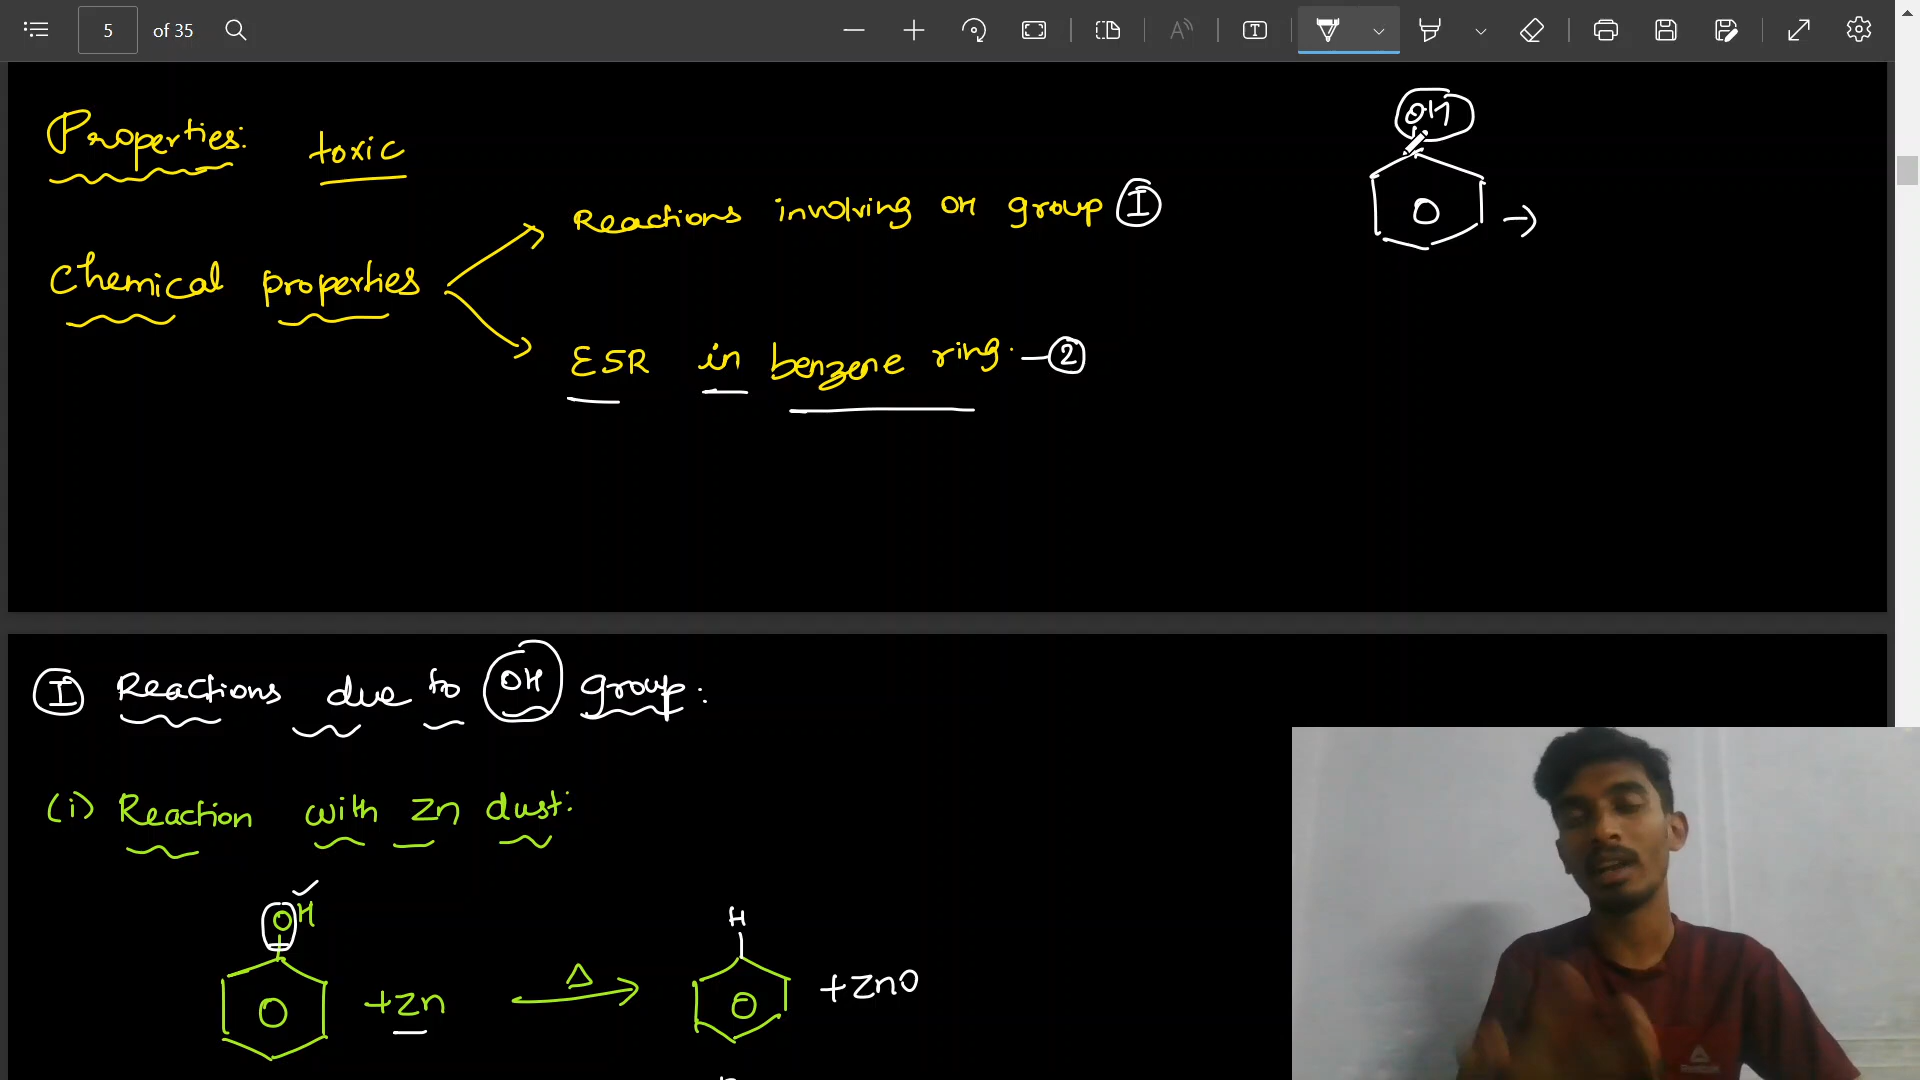 5 of 35
Properties: toxic
OH
Reactions involving OH group I
Chemical properties
ESR in benzene ring. - 2
I Reactions due to OH group:
(i) Reaction with Zn dust:
OH
H
+Zn Δ +ZnO